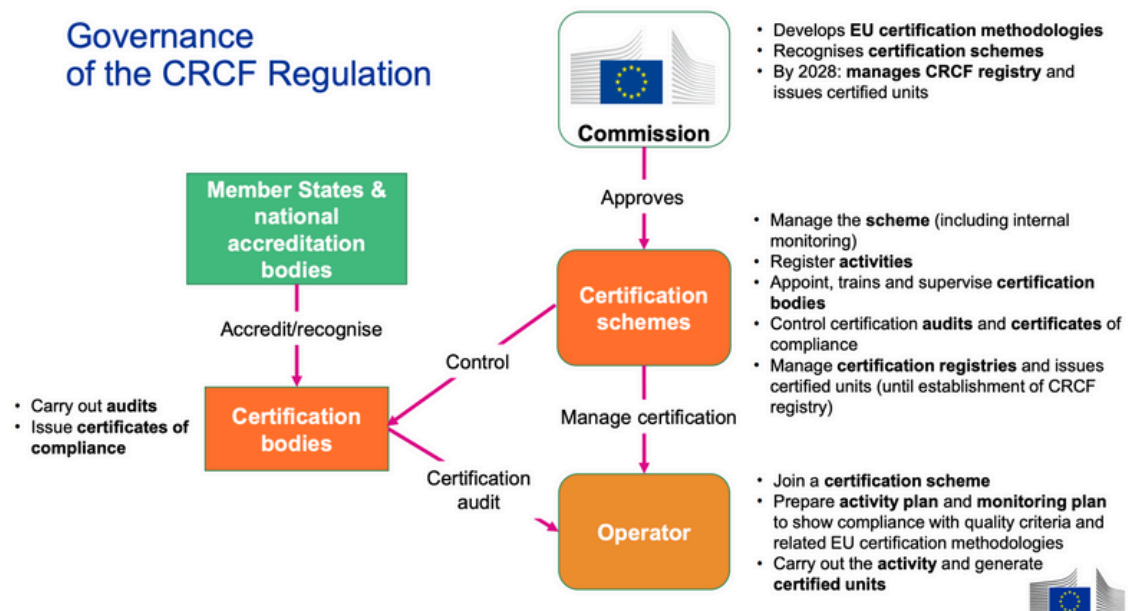 Governance
of the CRCF Regulation
Commission
• Develops EU certification methodologies
• Recognises certification schemes
• By 2028: manages CRCF registry and
issues certified units
Approves
Member States &
national
accreditation
bodies
Accredit/recognise
Certification
schemes
• Manage the scheme (including internal
monitoring)
• Register activities
• Appoint, trains and supervise certification
bodies
• Control certification audits and certificates of
compliance
• Manage certification registries and issues
certified units (until establishment of CRCF
registry)
Control
Manage certification
• Carry out audits
• Issue certificates of
compliance
Certification
bodies
Certification
audit
Operator
• Join a certification scheme
• Prepare activity plan and monitoring plan
to show compliance with quality criteria and
related EU certification methodologies
• Carry out the activity and generate
certified units